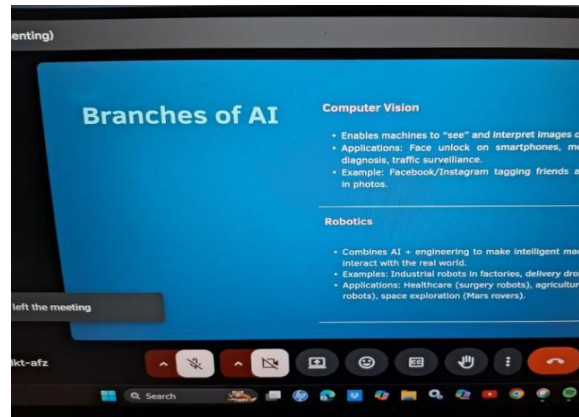 enting)
Branches of AI
Computer Vision
• Enables machines to "see" and interpret images
• Applications: Face unlock on smartphones,
diagnosis, traffic surveillance.
• Example: Facebook/Instagram tagging friends
in photos.
Robotics
• Combines AI + engineering to make intelligent
interact with the real world.
• Examples: Industrial robots in factories, delivery
• Applications: Healthcare (surgery robots),
robots), space exploration (Mars rovers).
left the meeting
kt-afz
Search